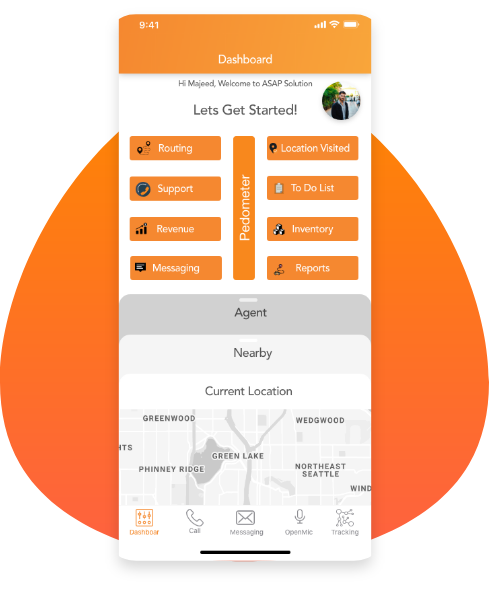 9:41
Dashboard
Hi Majeed, Welcome to ASAP Solution
Lets Get Started!
Routing
Support
Revenue
Messaging
Pedometer
Location Visited
To Do List
Inventory
Reports
Agent
Nearby
Current Location
GREENWOOD
WEDGWOOD
HTS
GREEN LAKE
PHINNEY RIDGE
NORTHEAST
SEATTLE
WIND
Dashboar
Call
Messaging
OpenMic
Tracking